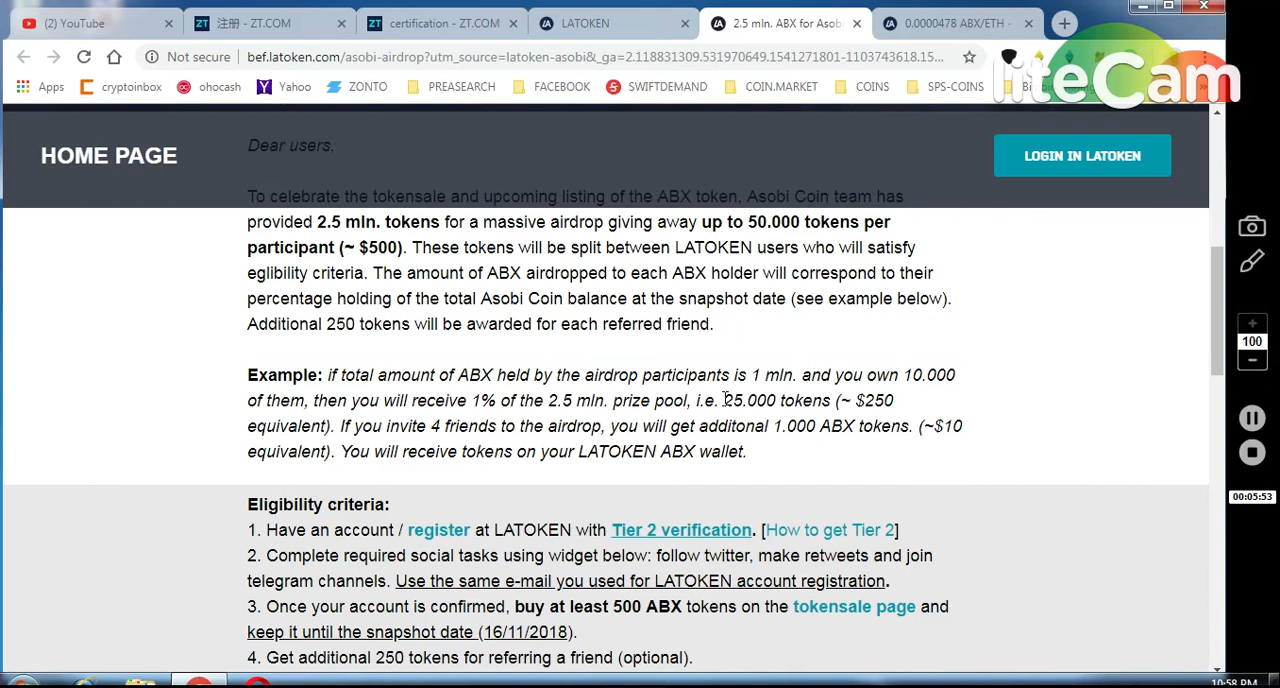 (2) YouTube
注册 - ZT.COM
certification - ZT.COM
LATOKEN
2.5 mln. ABX for Asobi
0.0000478 ABX/ETH -
Not secure
bef.latoken.com/asobi-airdrop?utm_source=latoken-asobi&_ga=2.118831309.531970649.1541271801-1103743618.15...
liteCam
Apps
cryptoinbox
ohocash
Yahoo
ZONTO
PREASEARCH
FACEBOOK
SWIFTDEMAND
COIN.MARKET
COINS
SPS-COINS
HOME PAGE
LOGIN IN LATOKEN
Dear users,
To celebrate the tokensale and upcoming listing of the ABX token, Asobi Coin team has
provided 2.5 mln. tokens for a massive airdrop giving away up to 50.000 tokens per
participant (~ $500). These tokens will be split between LATOKEN users who will satisfy
eglibility criteria. The amount of ABX airdropped to each ABX holder will correspond to their
percentage holding of the total Asobi Coin balance at the snapshot date (see example below).
Additional 250 tokens will be awarded for each referred friend.
Example: if total amount of ABX held by the airdrop participants is 1 mln. and you own 10.000
of them, then you will receive 1% of the 2.5 mln. prize pool, i.e. 25.000 tokens (~ $250
equivalent). If you invite 4 friends to the airdrop, you will get additonal 1.000 ABX tokens. (~$10
equivalent). You will receive tokens on your LATOKEN ABX wallet.
Eligibility criteria:
1. Have an account / register at LATOKEN with Tier 2 verification. [How to get Tier 2]
2. Complete required social tasks using widget below: follow twitter, make retweets and join
telegram channels. Use the same e-mail you used for LATOKEN account registration.
3. Once your account is confirmed, buy at least 500 ABX tokens on the tokensale page and
keep it until the snapshot date (16/11/2018).
4. Get additional 250 tokens for referring a friend (optional).
100
00:05:53
10:58 PM